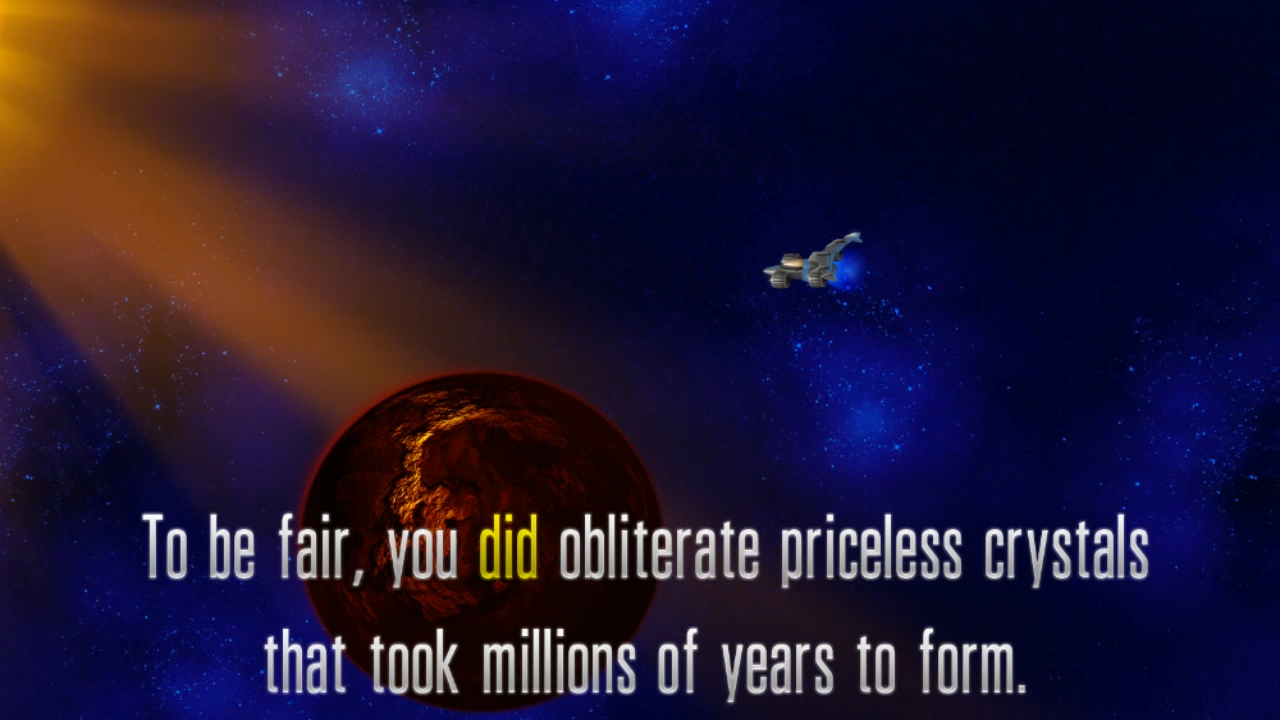 To be fair, you did obliterate priceless crystals
that took millions of years to form.